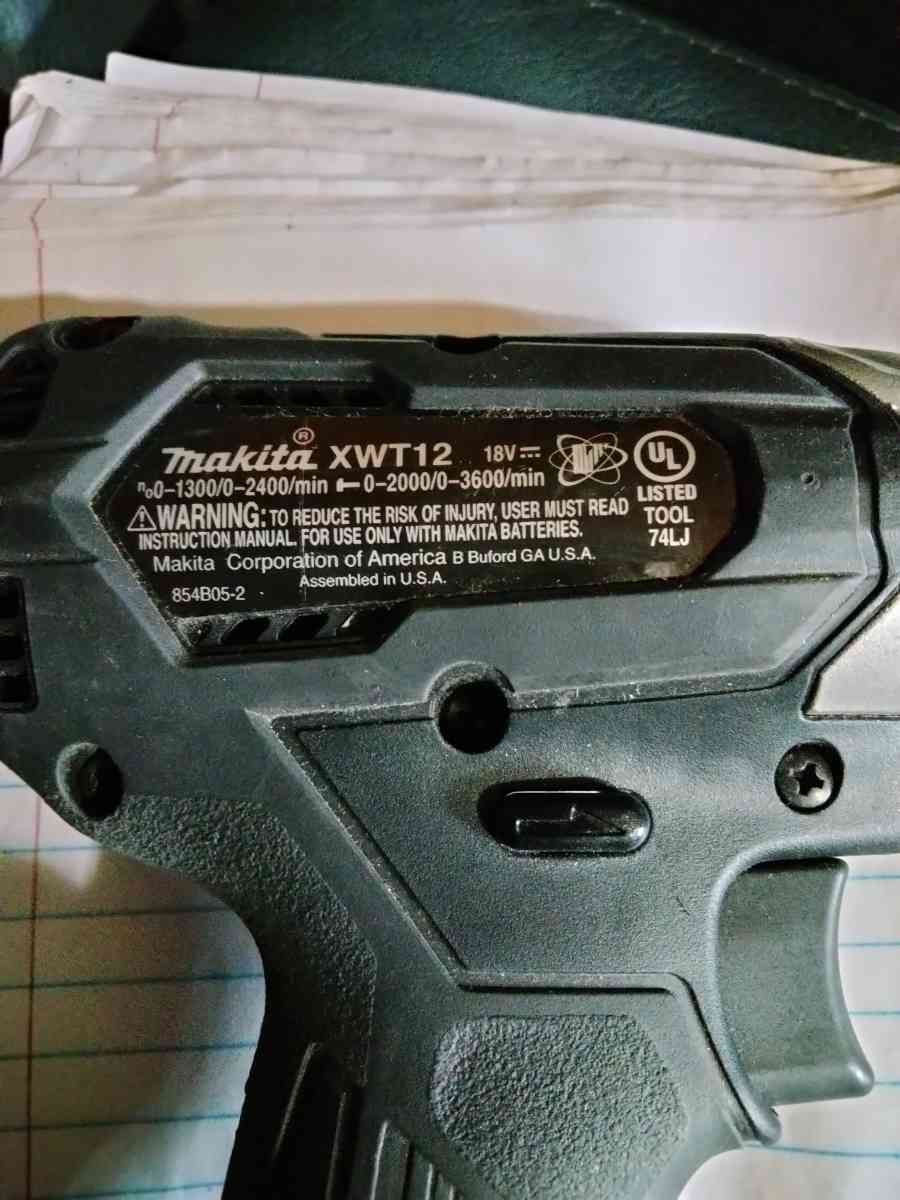 makita® XWT12 18V⎓ UL
n₀0–1300/0–2400/min 0–2000/0–3600/min LISTED
⚠WARNING: TO REDUCE THE RISK OF INJURY, USER MUST READ TOOL
INSTRUCTION MANUAL. FOR USE ONLY WITH MAKITA BATTERIES. 74LJ
Makita Corporation of America B Buford GA U.S.A.
Assembled in U.S.A.
854B05-2